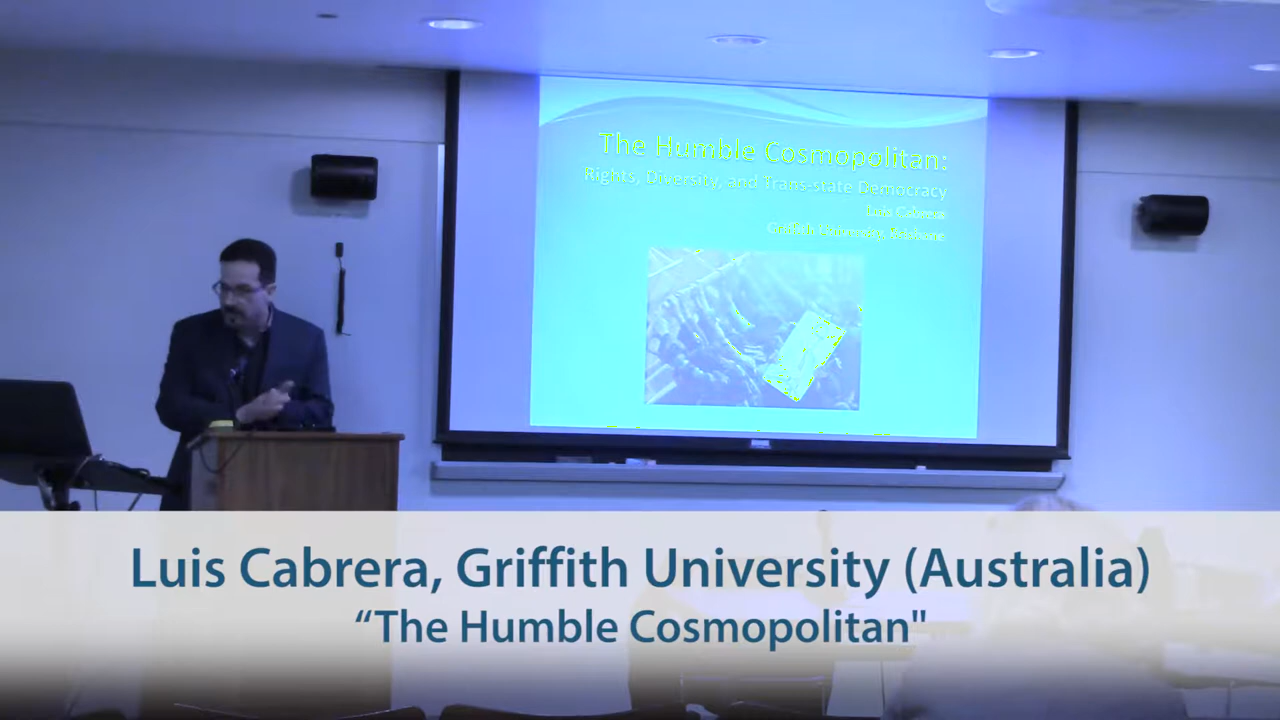 The Humble Cosmopolitan:
Rights, Diversity, and Trans-state Democracy
Luis Cabrera
Griffith University, Brisbane
Luis Cabrera, Griffith University (Australia)
“The Humble Cosmopolitan"